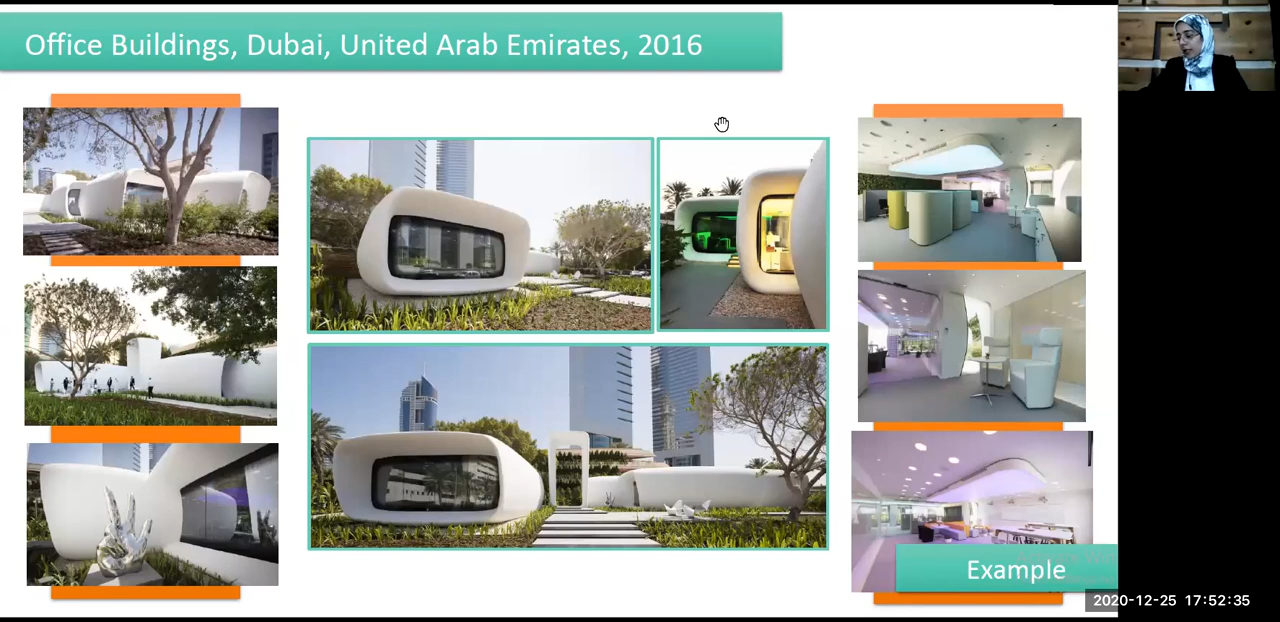 Office Buildings, Dubai, United Arab Emirates, 2016
Example
2020-12-25 17:52:35